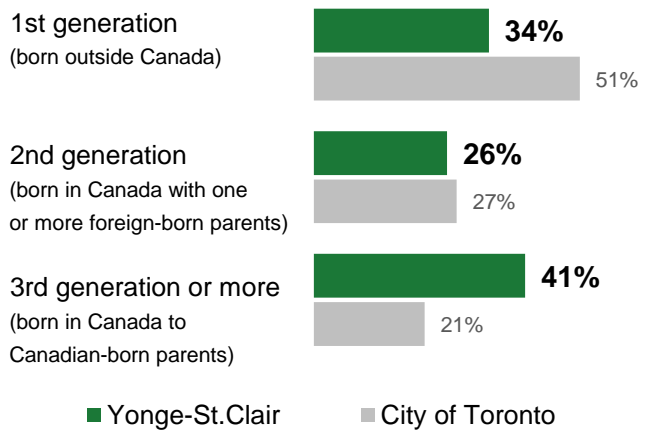 1st generation
(born outside Canada)
34%
51%
2nd generation
(born in Canada with one
or more foreign-born parents)
26%
27%
3rd generation or more
(born in Canada to
Canadian-born parents)
41%
21%
Yonge-St.Clair
City of Toronto